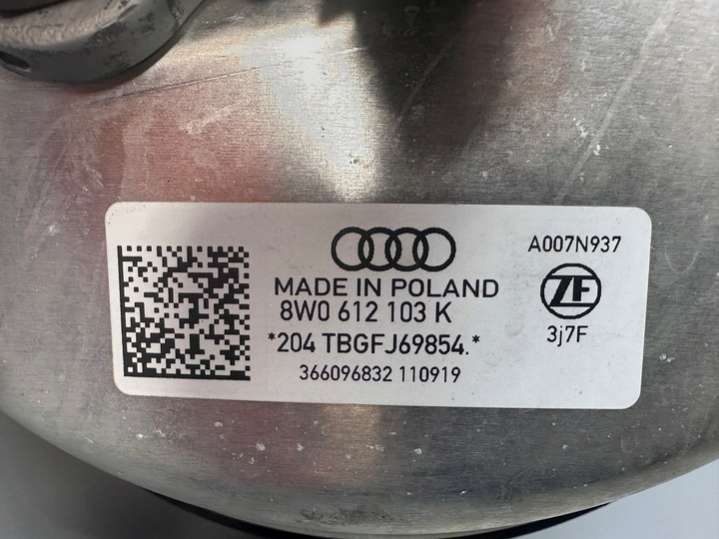 A007N937
MADE IN POLAND
8W0 612 103 K
ZF
*204 TBGFJ69854.*
3j7F
366096832 110919